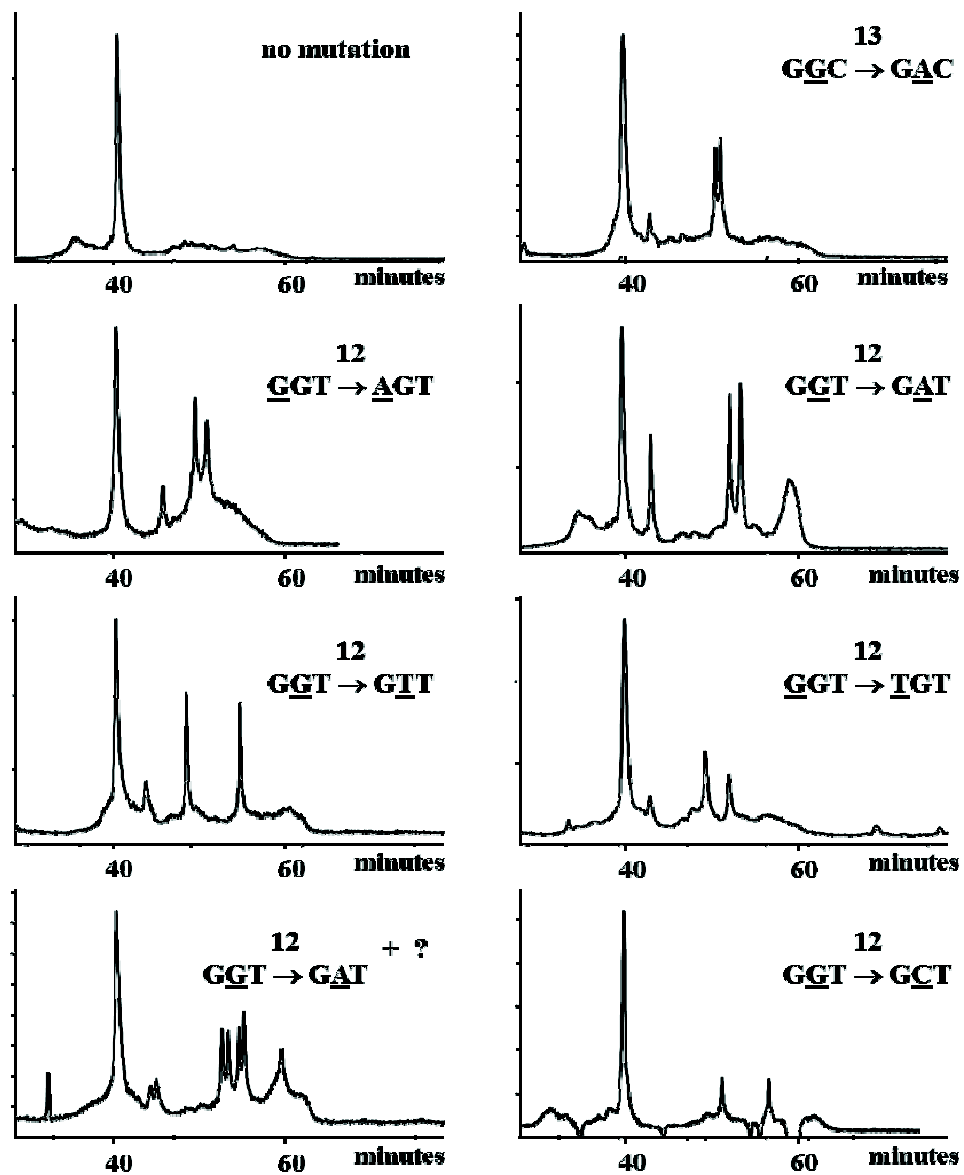 no mutation
40 60 minutes
13
GGC → GAC
40 60 minutes
12
GGT → AGT
40 60 minutes
12
GGT → GAT
40 60 minutes
12
GGT → GTT
40 60 minutes
12
GGT → TGT
40 60 minutes
12 + ?
GGT → GAT
40 60 minutes
12
GGT → GCT
40 60 minutes